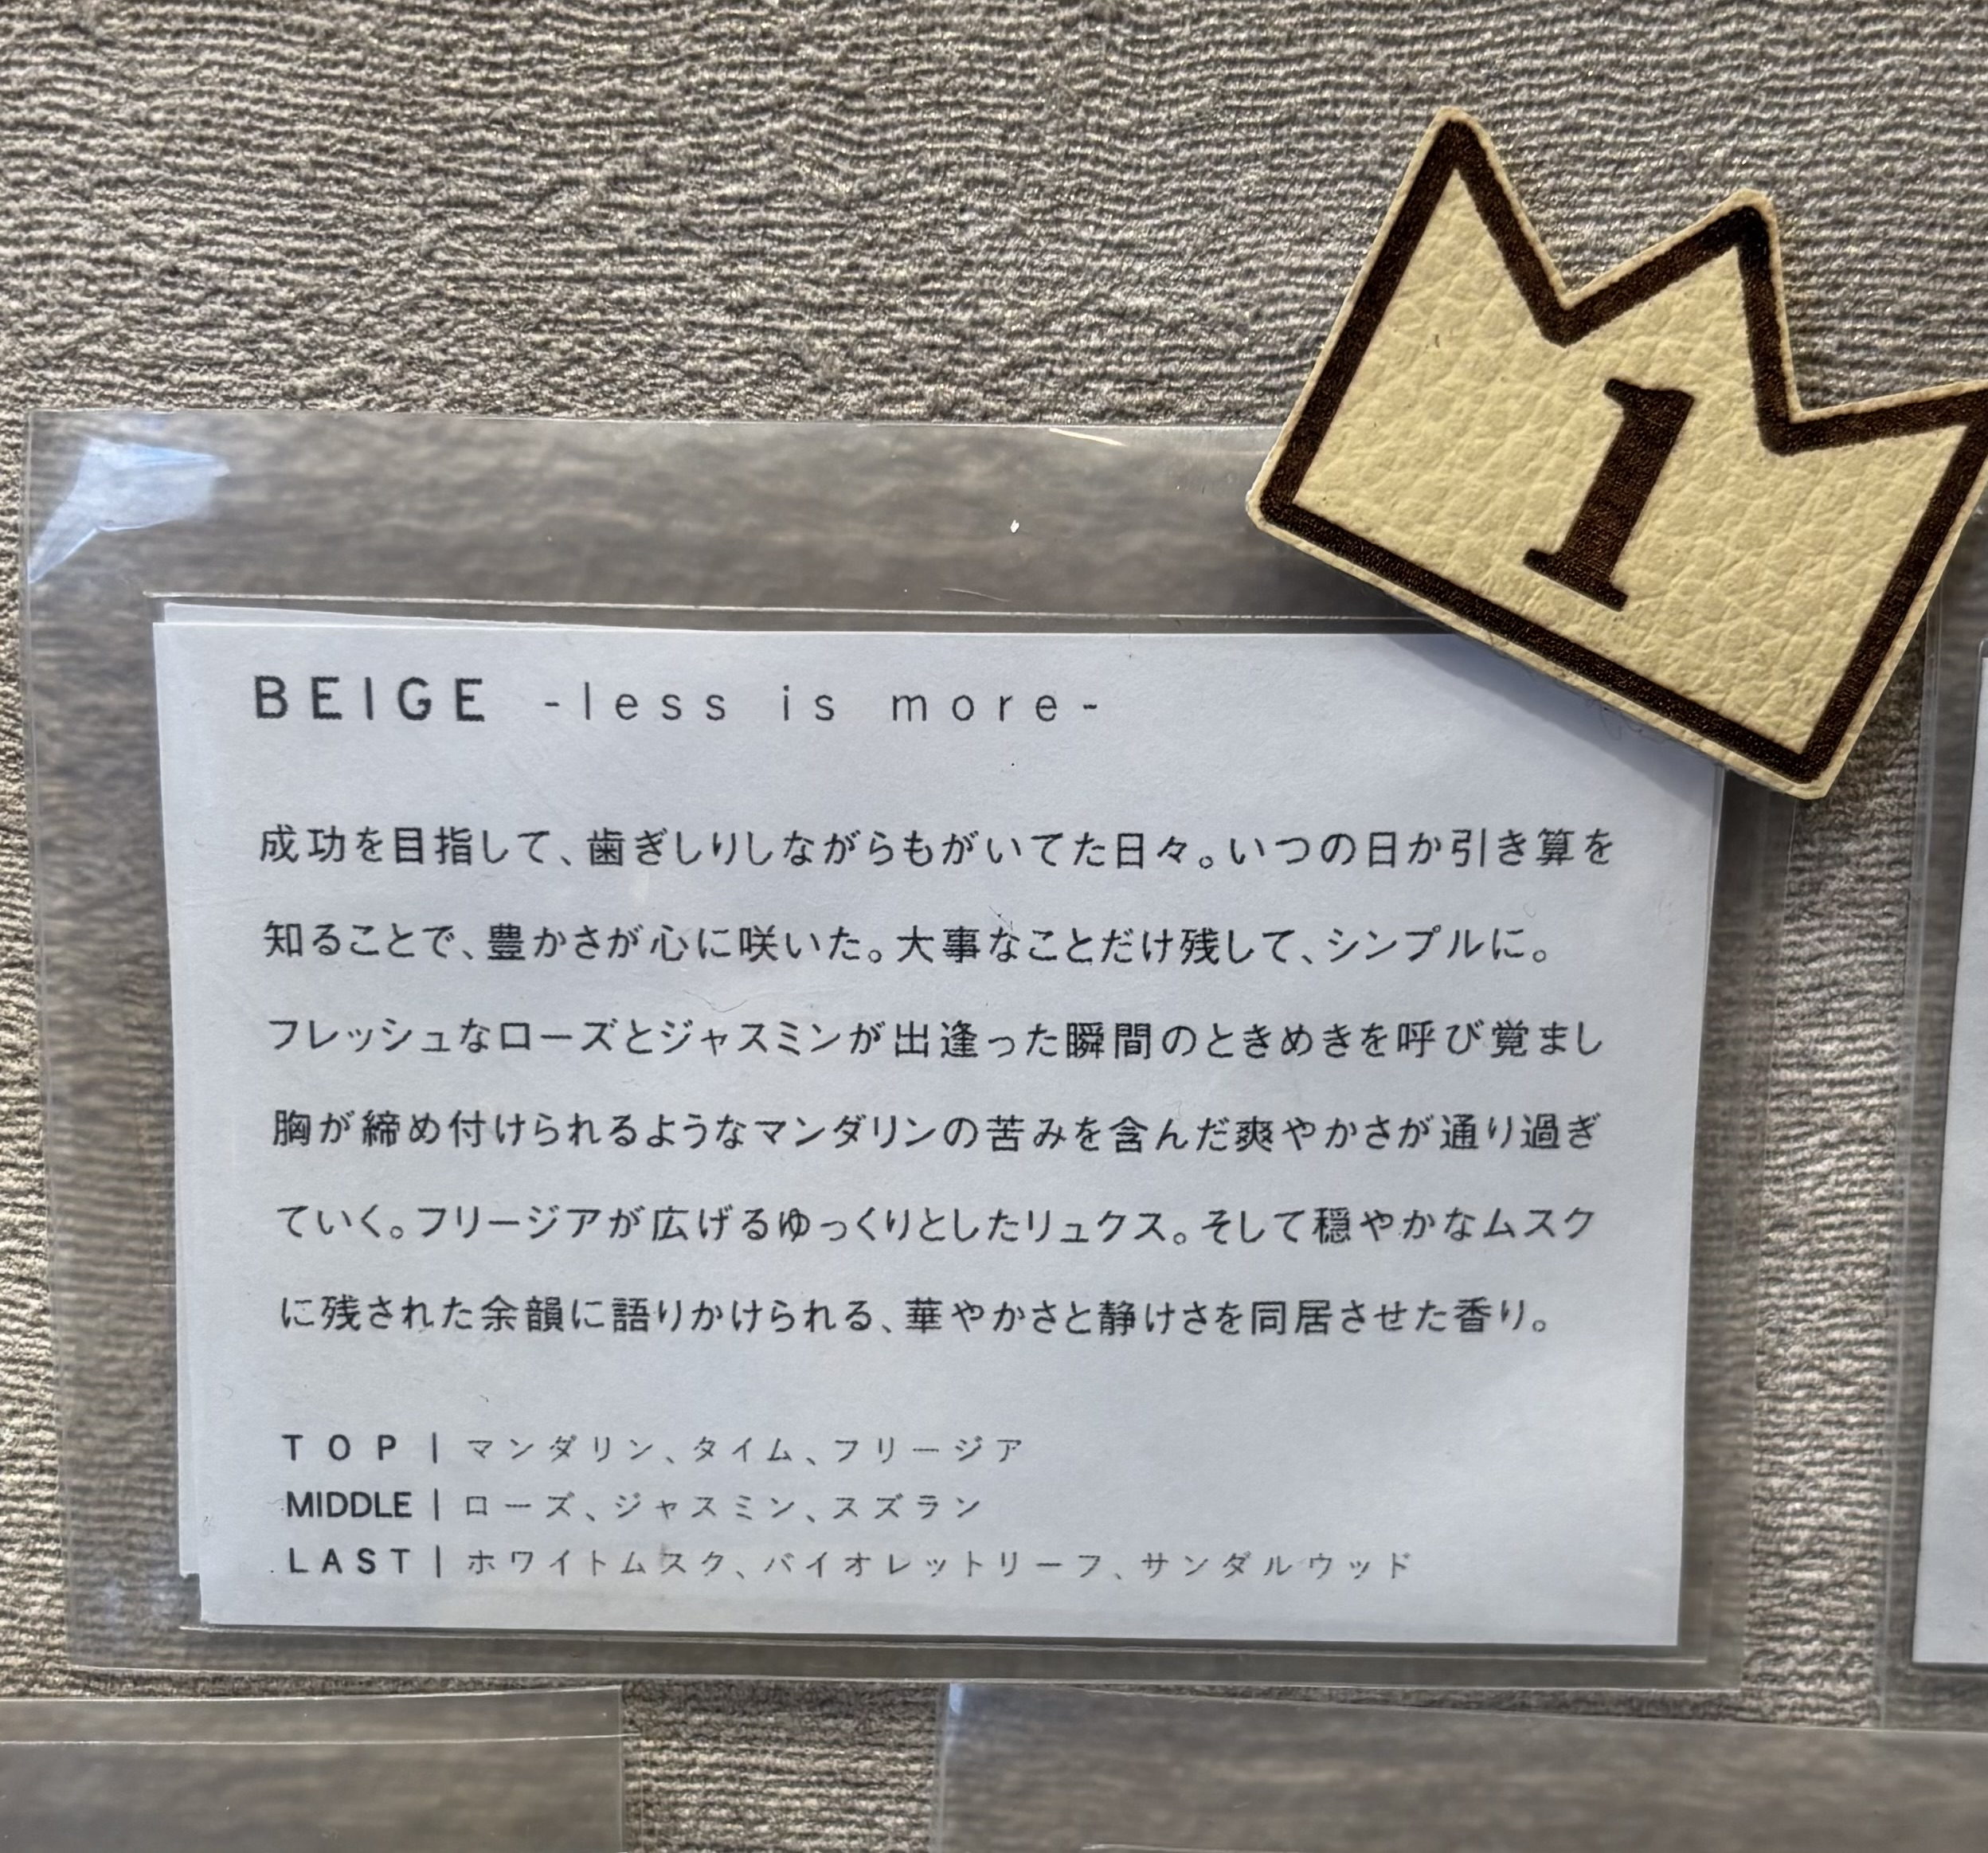 1
BEIGE -less is more-
成功を目指して、歯ぎしりしながらもがいてた日々。いつの日か引き算を
知ることで、豊かさが心に咲いた。大事なことだけ残して、シンプルに。
フレッシュなローズとジャスミンが出逢った瞬間のときめきを呼び覚まし
胸が締め付けられるようなマンダリンの苦みを含んだ爽やかさが通り過ぎ
ていく。フリージアが広げるゆっくりとしたリュクス。そして穏やかなムスク
に残された余韻に語りかけられる、華やかさと静けさを同居させた香り。
TOP | マンダリン、タイム、フリージア
MIDDLE | ローズ、ジャスミン、スズラン
LAST | ホワイトムスク、バイオレットリーフ、サンダルウッド